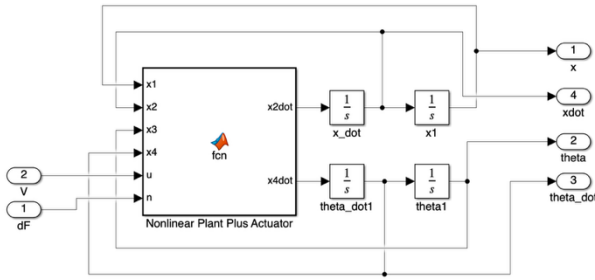 1
x
x1
x2
x3
x4
u
n
fcn
x2dot
x4dot
Nonlinear Plant Plus Actuator
1
s
x_dot
1
s
x1
4
xdot
2
theta
1
s
theta_dot1
1
s
theta1
3
theta_dot
2
V
1
dF